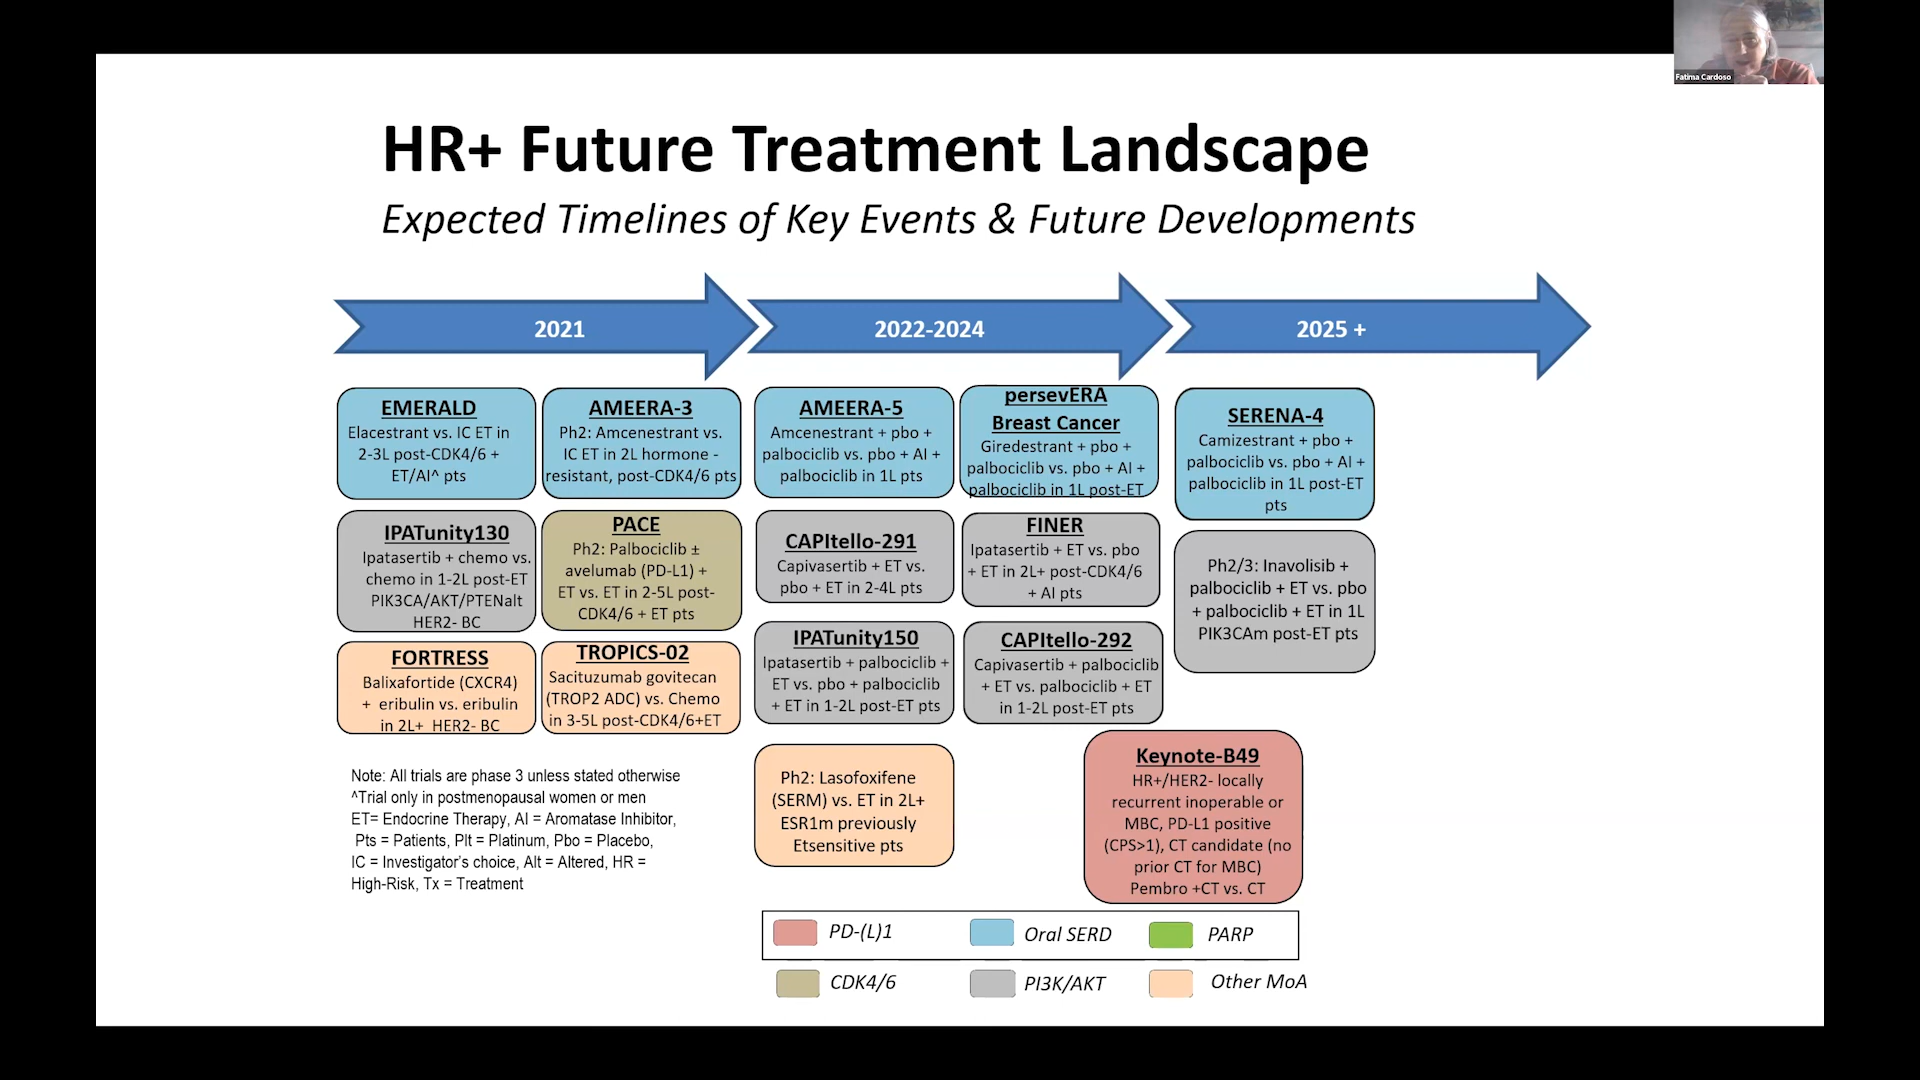 Fatima Cardoso
HR+ Future Treatment Landscape
Expected Timelines of Key Events & Future Developments
2021
2022-2024
2025 +
EMERALD
Elacestrant vs. IC ET in
2-3L post-CDK4/6 +
ET/AI^ pts
AMEERA-3
Ph2: Amcenestrant vs.
IC ET in 2L hormone -
resistant, post-CDK4/6 pts
AMEERA-5
Amcenestrant + pbo +
palbociclib vs. pbo + AI +
palbociclib in 1L pts
persevERA
Breast Cancer
Giredestrant + pbo +
palbociclib vs. pbo + AI +
palbociclib in 1L post-ET
SERENA-4
Camizestrant + pbo +
palbociclib vs. pbo + AI +
palbociclib in 1L post-ET
pts
IPATunity130
Ipatasertib + chemo vs.
chemo in 1-2L post-ET
PIK3CA/AKT/PTENalt
HER2- BC
PACE
Ph2: Palbociclib ±
avelumab (PD-L1) +
ET vs. ET in 2-5L post-
CDK4/6 + ET pts
CAPItello-291
Capivasertib + ET vs.
pbo + ET in 2-4L pts
FINER
Ipatasertib + ET vs. pbo
+ ET in 2L+ post-CDK4/6
+ AI pts
Ph2/3: Inavolisib +
palbociclib + ET vs. pbo
+ palbociclib + ET in 1L
PIK3CAm post-ET pts
FORTRESS
Balixafortide (CXCR4)
+ eribulin vs. eribulin
in 2L+ HER2- BC
TROPICS-02
Sacituzumab govitecan
(TROP2 ADC) vs. Chemo
in 3-5L post-CDK4/6+ET
IPATunity150
Ipatasertib + palbociclib +
ET vs. pbo + palbociclib
+ ET in 1-2L post-ET pts
CAPItello-292
Capivasertib + palbociclib
+ ET vs. palbociclib + ET
in 1-2L post-ET pts
Ph2: Lasofoxifene
(SERM) vs. ET in 2L+
ESR1m previously
Etsensitive pts
Keynote-B49
HR+/HER2- locally
recurrent inoperable or
MBC, PD-L1 positive
(CPS>1), CT candidate (no
prior CT for MBC)
Pembro +CT vs. CT
Note: All trials are phase 3 unless stated otherwise
^Trial only in postmenopausal women or men
ET= Endocrine Therapy, AI = Aromatase Inhibitor,
Pts = Patients, Plt = Platinum, Pbo = Placebo,
IC = Investigator's choice, Alt = Altered, HR =
High-Risk, Tx = Treatment
PD-(L)1
Oral SERD
PARP
CDK4/6
PI3K/AKT
Other MoA